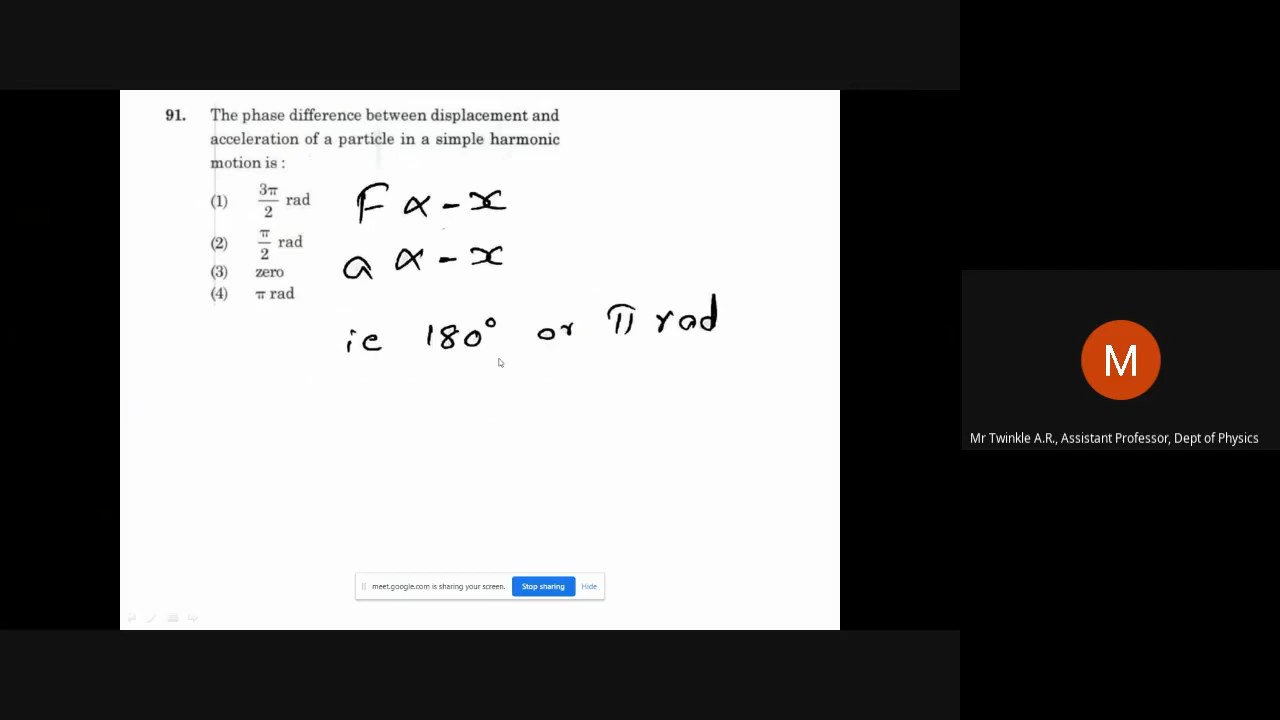 91. The phase difference between displacement and
acceleration of a particle in a simple harmonic
motion is :
(1) 3π/2 rad
(2) π/2 rad
(3) zero
(4) π rad
F α - x
a α - x
ie 180° or π rad
M
Mr Twinkle A.R., Assistant Professor, Dept of Physics
meet.google.com is sharing your screen. Stop sharing Hide